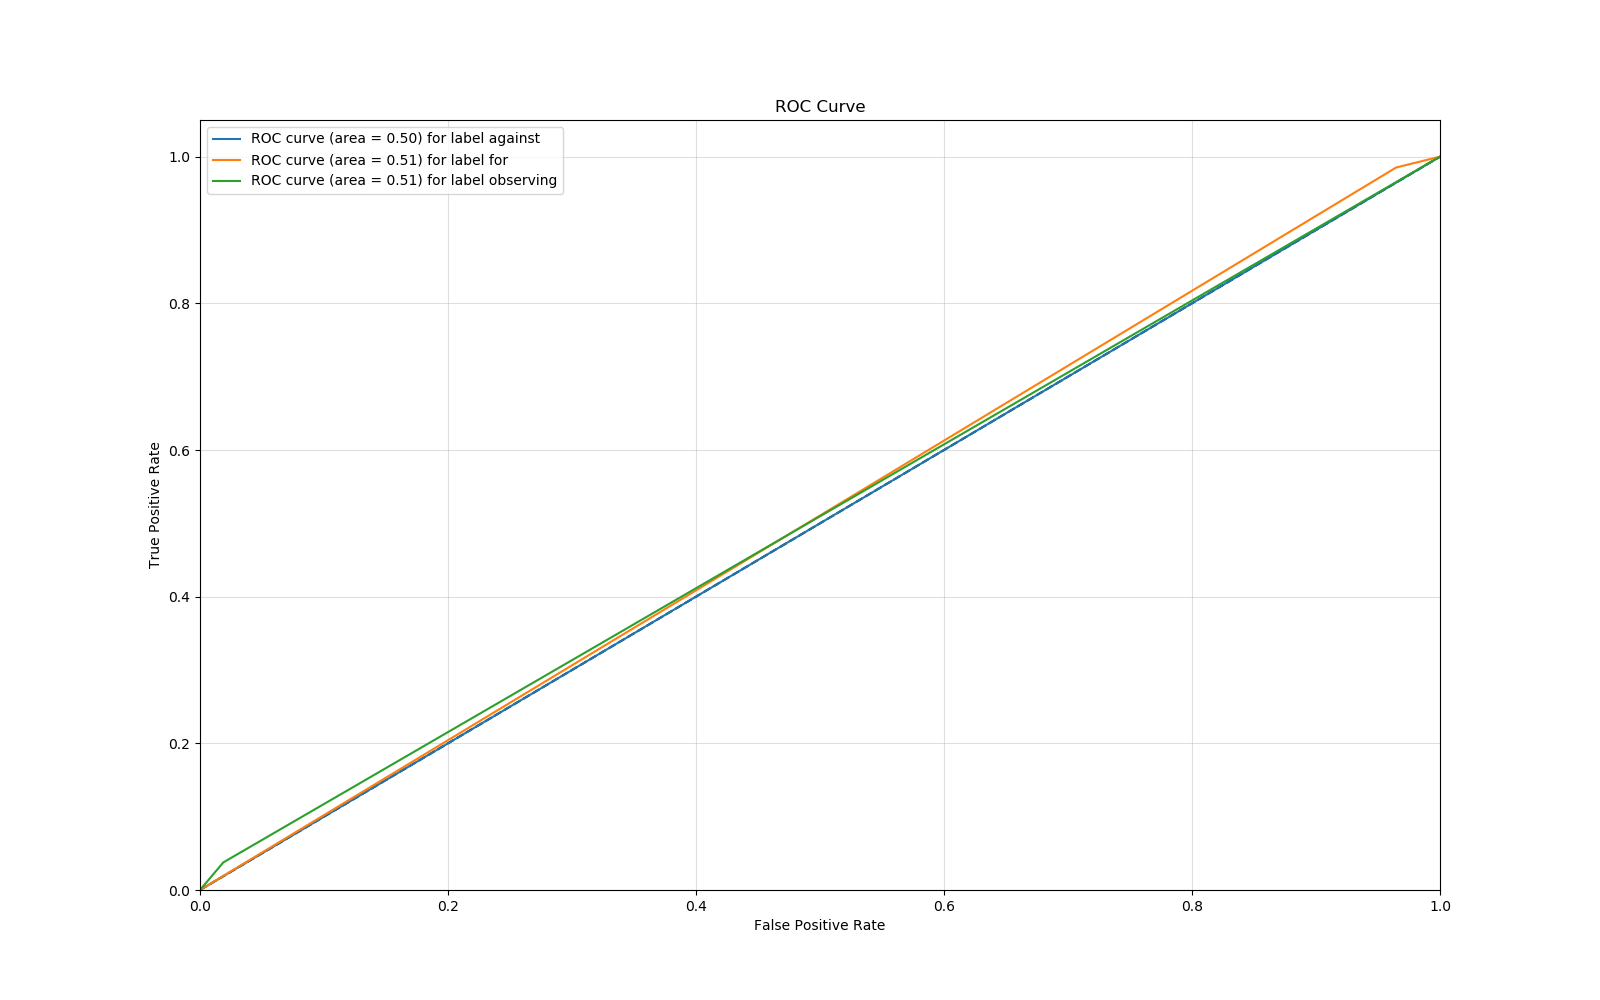 ROC Curve
ROC curve (area = 0.50) for label against
ROC curve (area = 0.51) for label for
ROC curve (area = 0.51) for label observing
True Positive Rate
1.0
0.8
0.6
0.4
0.2
0.0
0.0 0.2 0.4 0.6 0.8 1.0
False Positive Rate